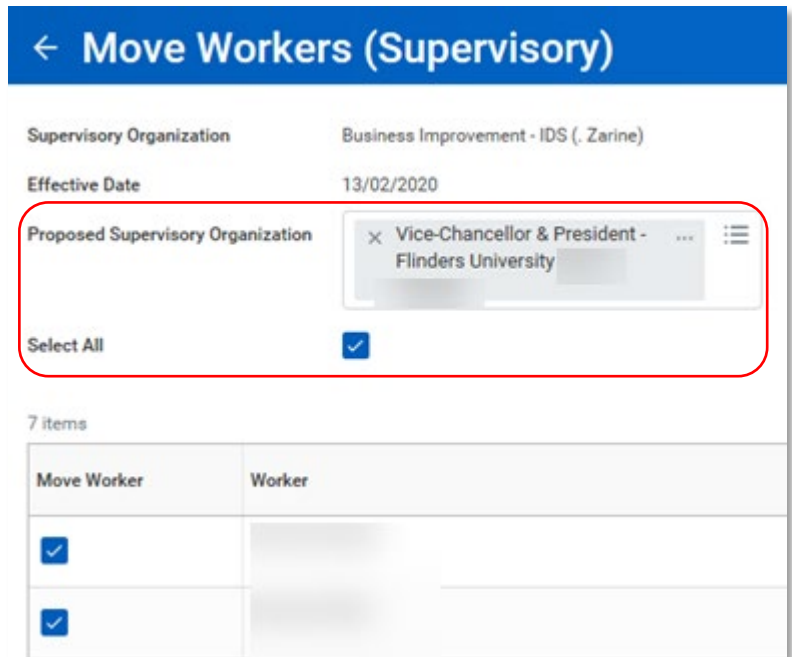 Move Workers (Supervisory)
Supervisory Organization Business Improvement - IDS (. Zarine)
Effective Date 13/02/2020
Proposed Supervisory Organization Vice-Chancellor & President -
Flinders University
Select All
7 items
Move Worker Worker